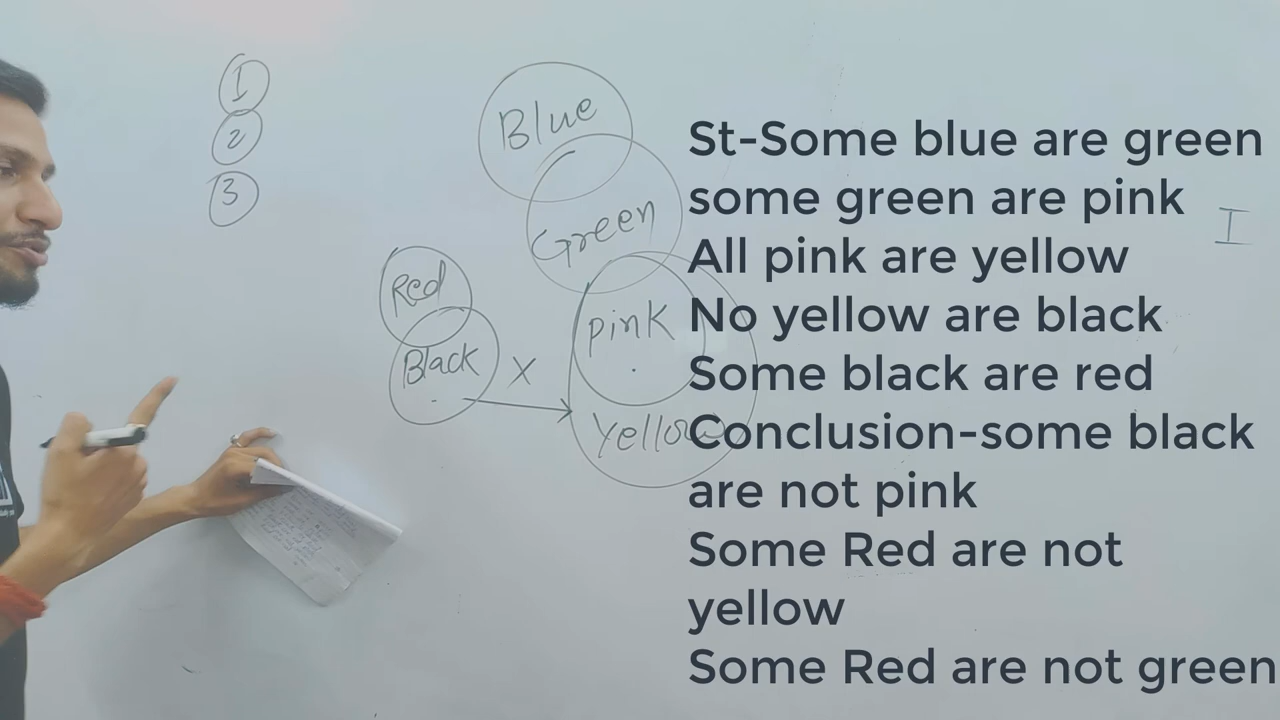 1
2
3
Blue
Green
Red
Pink
Black X
Yellow
I
St-Some blue are green
some green are pink
All pink are yellow
No yellow are black
Some black are red
Conclusion-some black
are not pink
Some Red are not
yellow
Some Red are not green